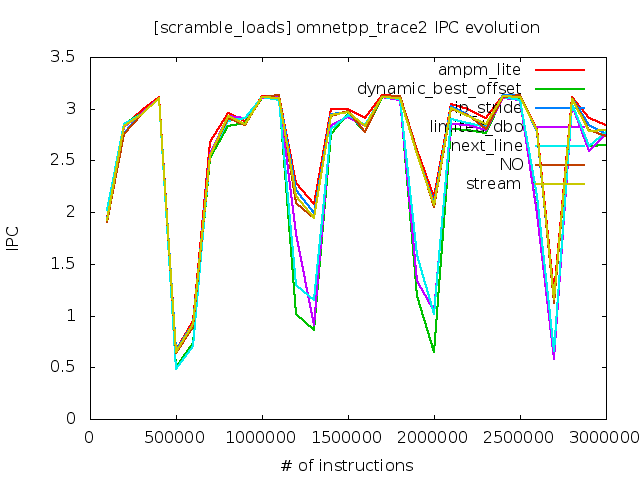 [scramble_loads] omnetpp_trace2 IPC evolution
3.5
3
2.5
2
1.5
1
0.5
0
IPC
ampm_lite
dynamic_best_offset
ip_stride
limited_dbo
next_line
NO
stream
0 500000 1000000 1500000 2000000 2500000 3000000
# of instructions